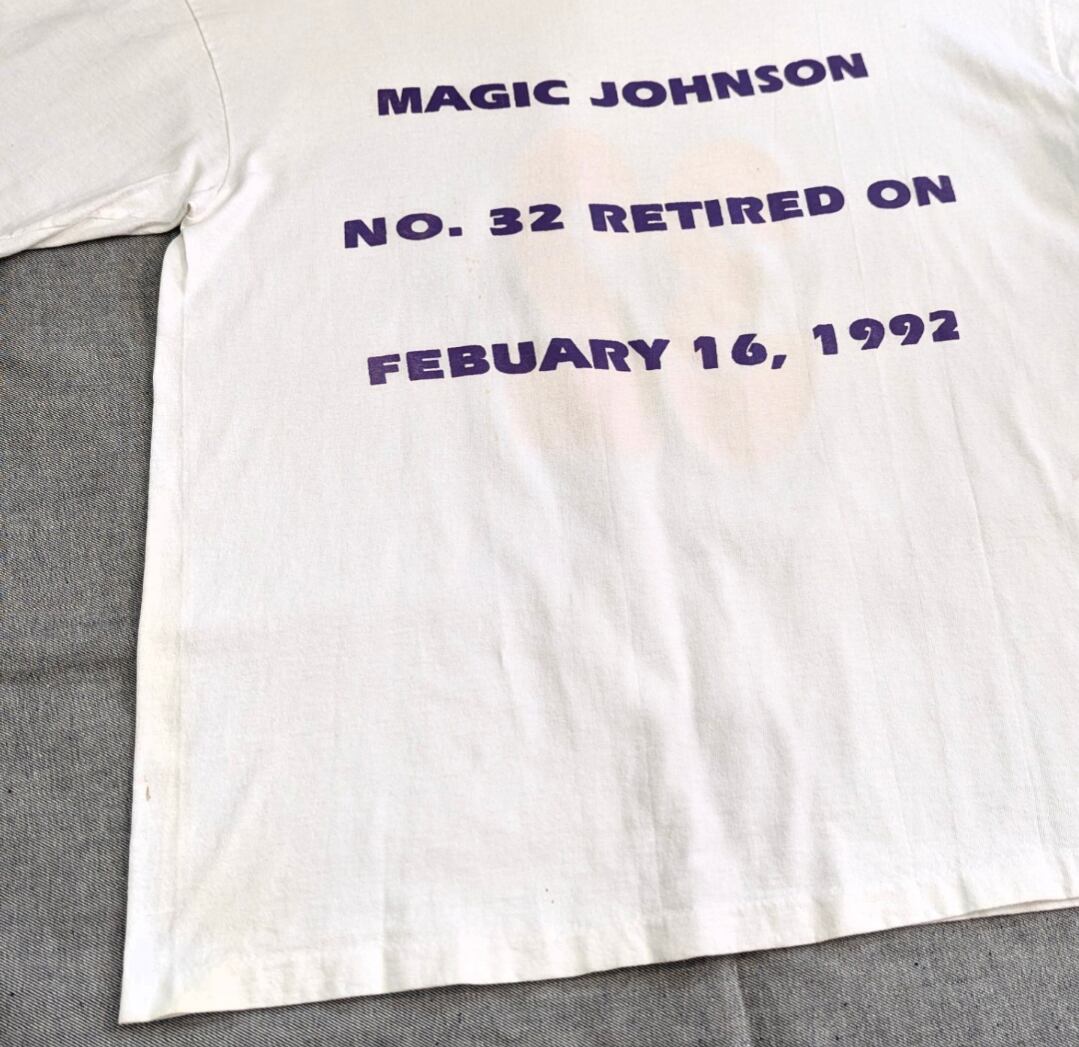 MAGIC JOHNSON
NO. 32 RETIRED ON
FEBUARY 16, 1992